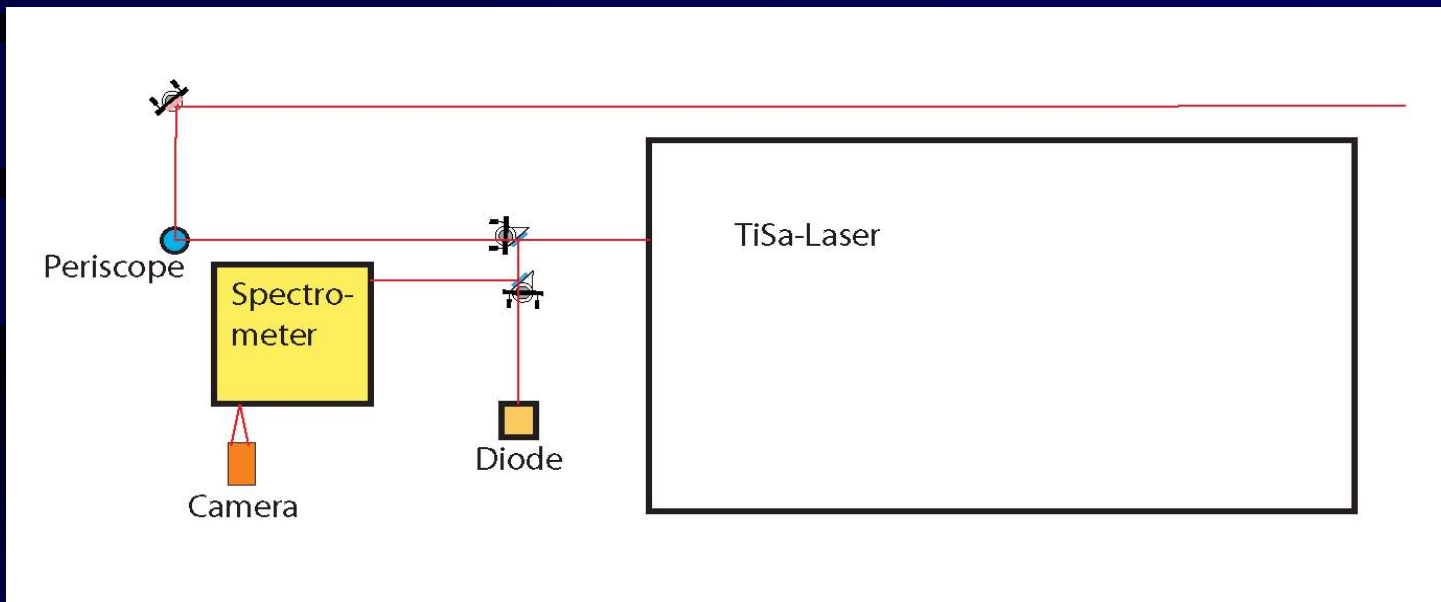 TiSa-Laser
Periscope
Spectro-
meter
Diode
Camera